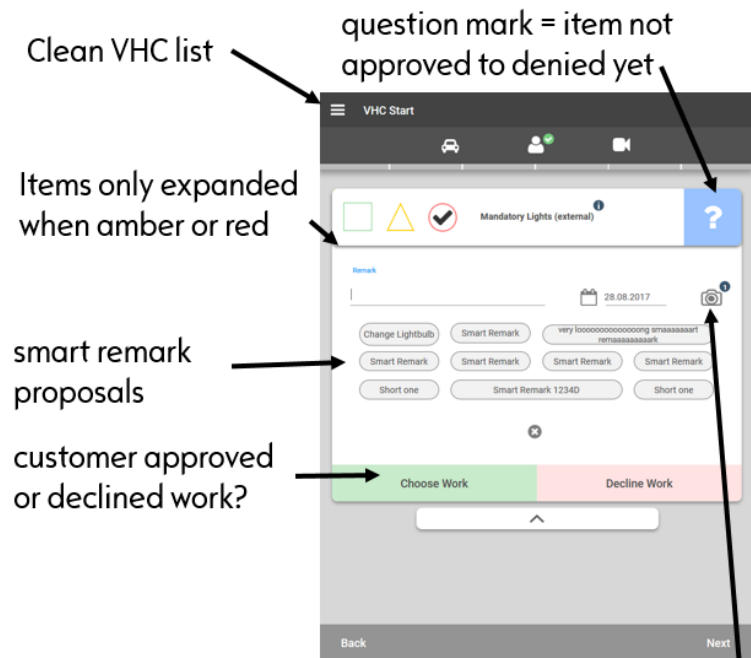 Clean VHC list
question mark = item not
approved to denied yet
VHC Start
Items only expanded
when amber or red
Mandatory Lights (external)
i
?
Remark
28.08.2017
1
smart remark
proposals
Change Lightbulb
Smart Remark
very looooooooooooooong smaaaaaaart
remaaaaaaaaark
Smart Remark
Smart Remark
Smart Remark
Smart Remark
Short one
Smart Remark 1234D
Short one
customer approved
or declined work?
Choose Work
Decline Work
Back
Next